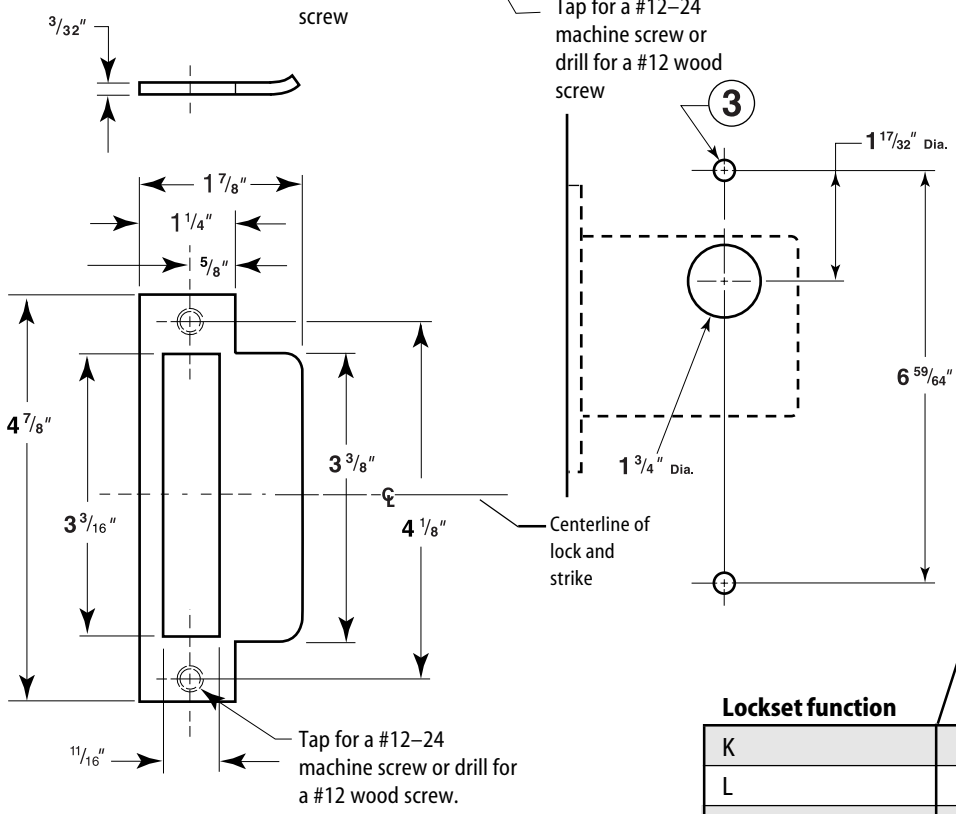 screw
3/32"
Tap for a #12–24
machine screw or
drill for a #12 wood
screw
3
1 17/32" Dia.
1 7/8"
1 1/4"
5/8"
6 59/64"
4 7/8"
3 3/8"
1 3/4" Dia.
℄
3 3/16"
4 1/8"
Centerline of
lock and
strike
Lockset function
Tap for a #12–24
machine screw or drill for
a #12 wood screw.
11/16"
K
L